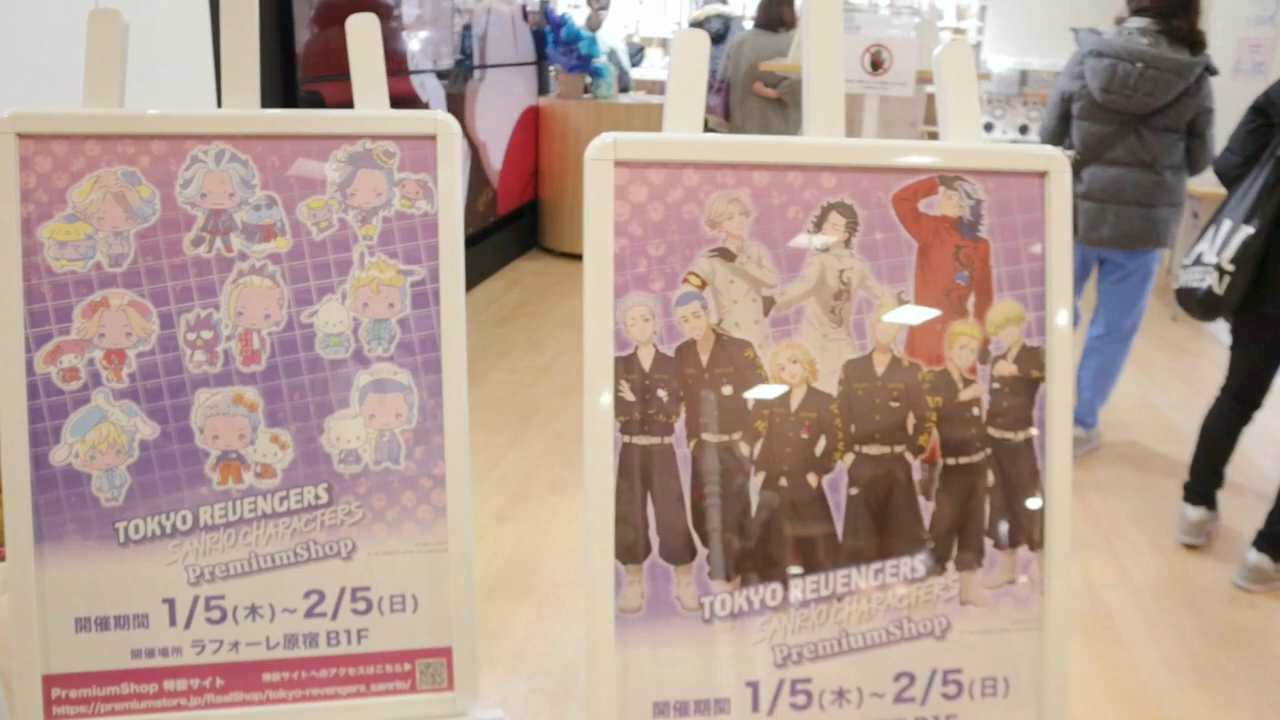 TOKYO REVENGERS
SANRIO CHARACTERS
PremiumShop
開催期間 1/5(木)~2/5(日)
開催場所 ラフォーレ原宿 B1F
PremiumShop 特設サイト
特設サイトへのアクセスはこちら▶
https://premiumstore.jp/RealShop/tokyo-revengers_sanrio/
TOKYO REVENGERS
SANRIO CHARACTERS
PremiumShop
開催期間 1/5(木)~2/5(日)